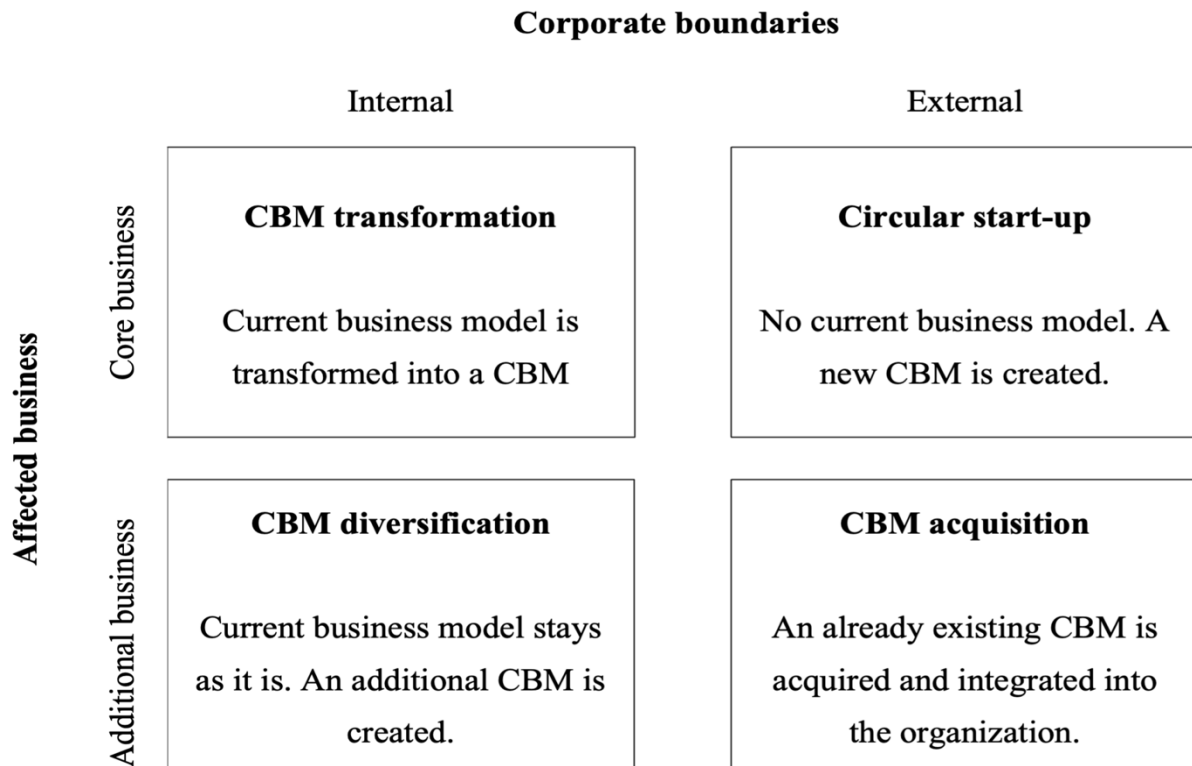 Corporate boundaries
Internal
External
Affected business
Core business
CBM transformation
Current business model is
transformed into a CBM
Circular start-up
No current business model. A
new CBM is created.
Additional business
CBM diversification
Current business model stays
as it is. An additional CBM is
created.
CBM acquisition
An already existing CBM is
acquired and integrated into
the organization.